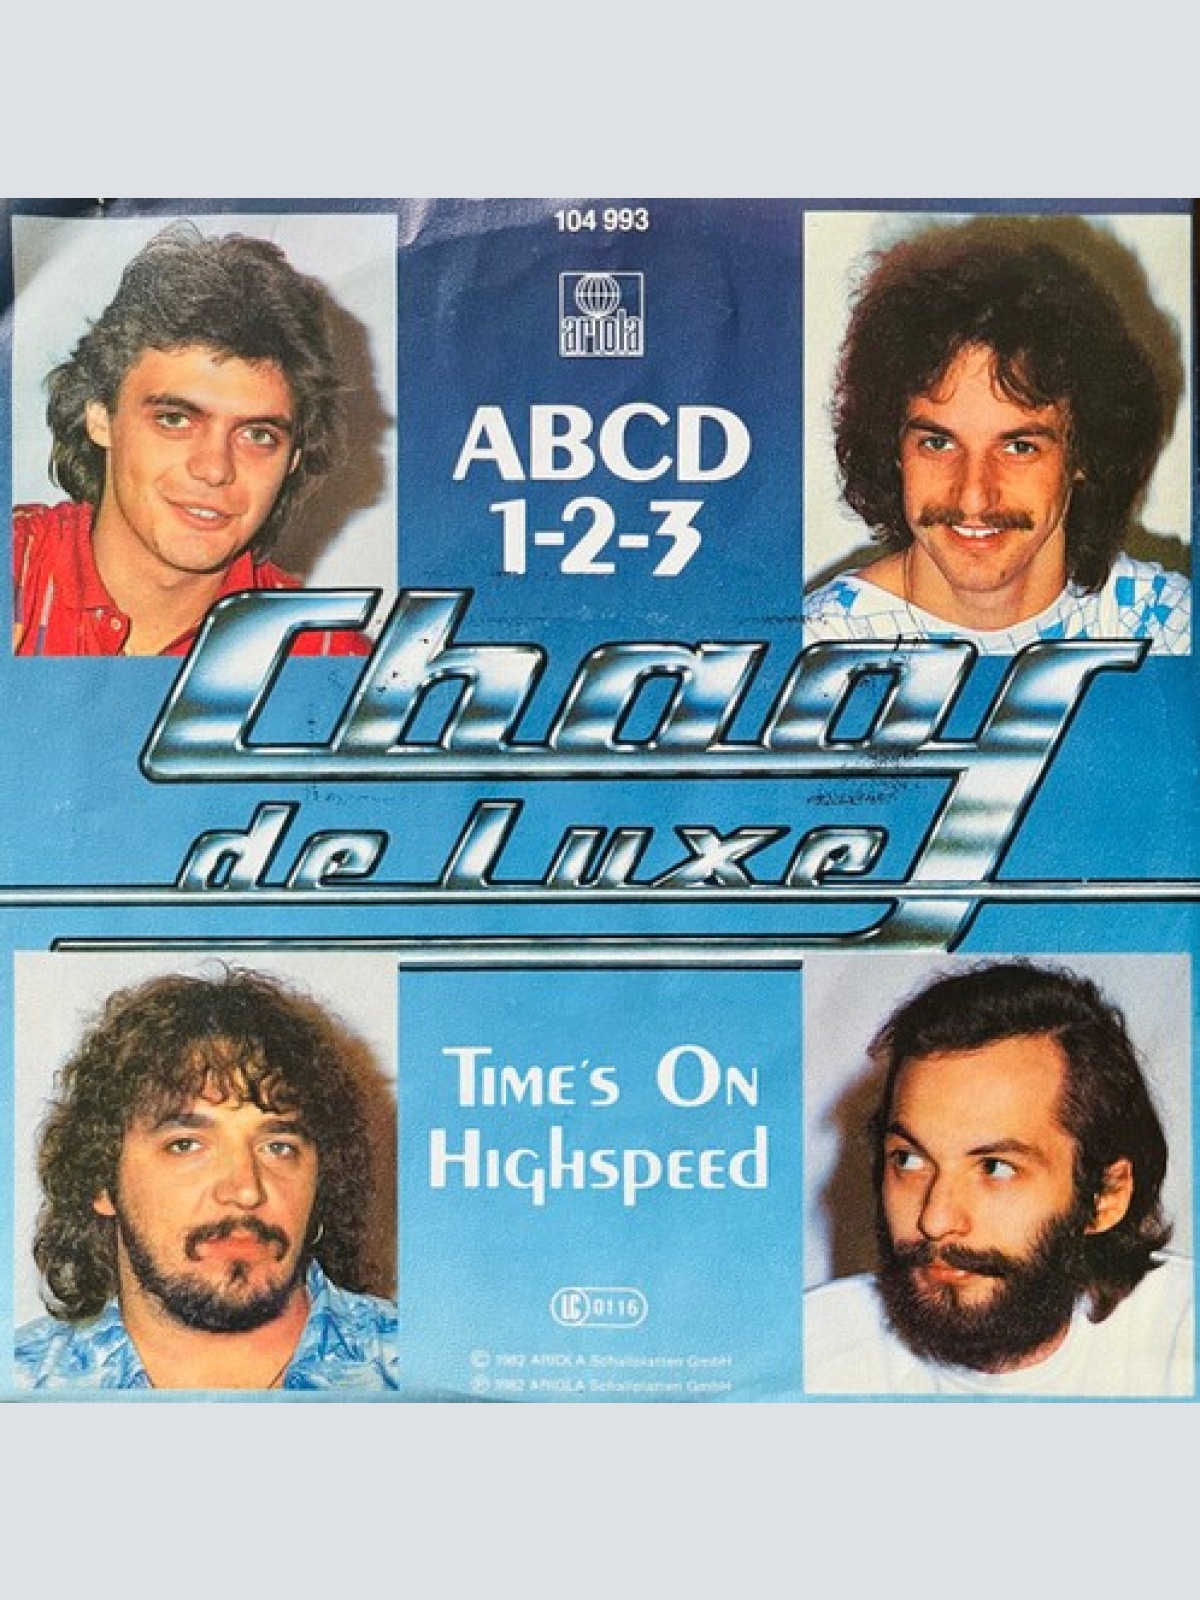 104 993
ariola
ABCD
1-2-3
Chaos
de Luxe
TIME'S ON
HIGHSPEED
LC 0116
© 1982 ARIOLA Schallplatten GmbH
℗ 1982 ARIOLA Schallplatten GmbH